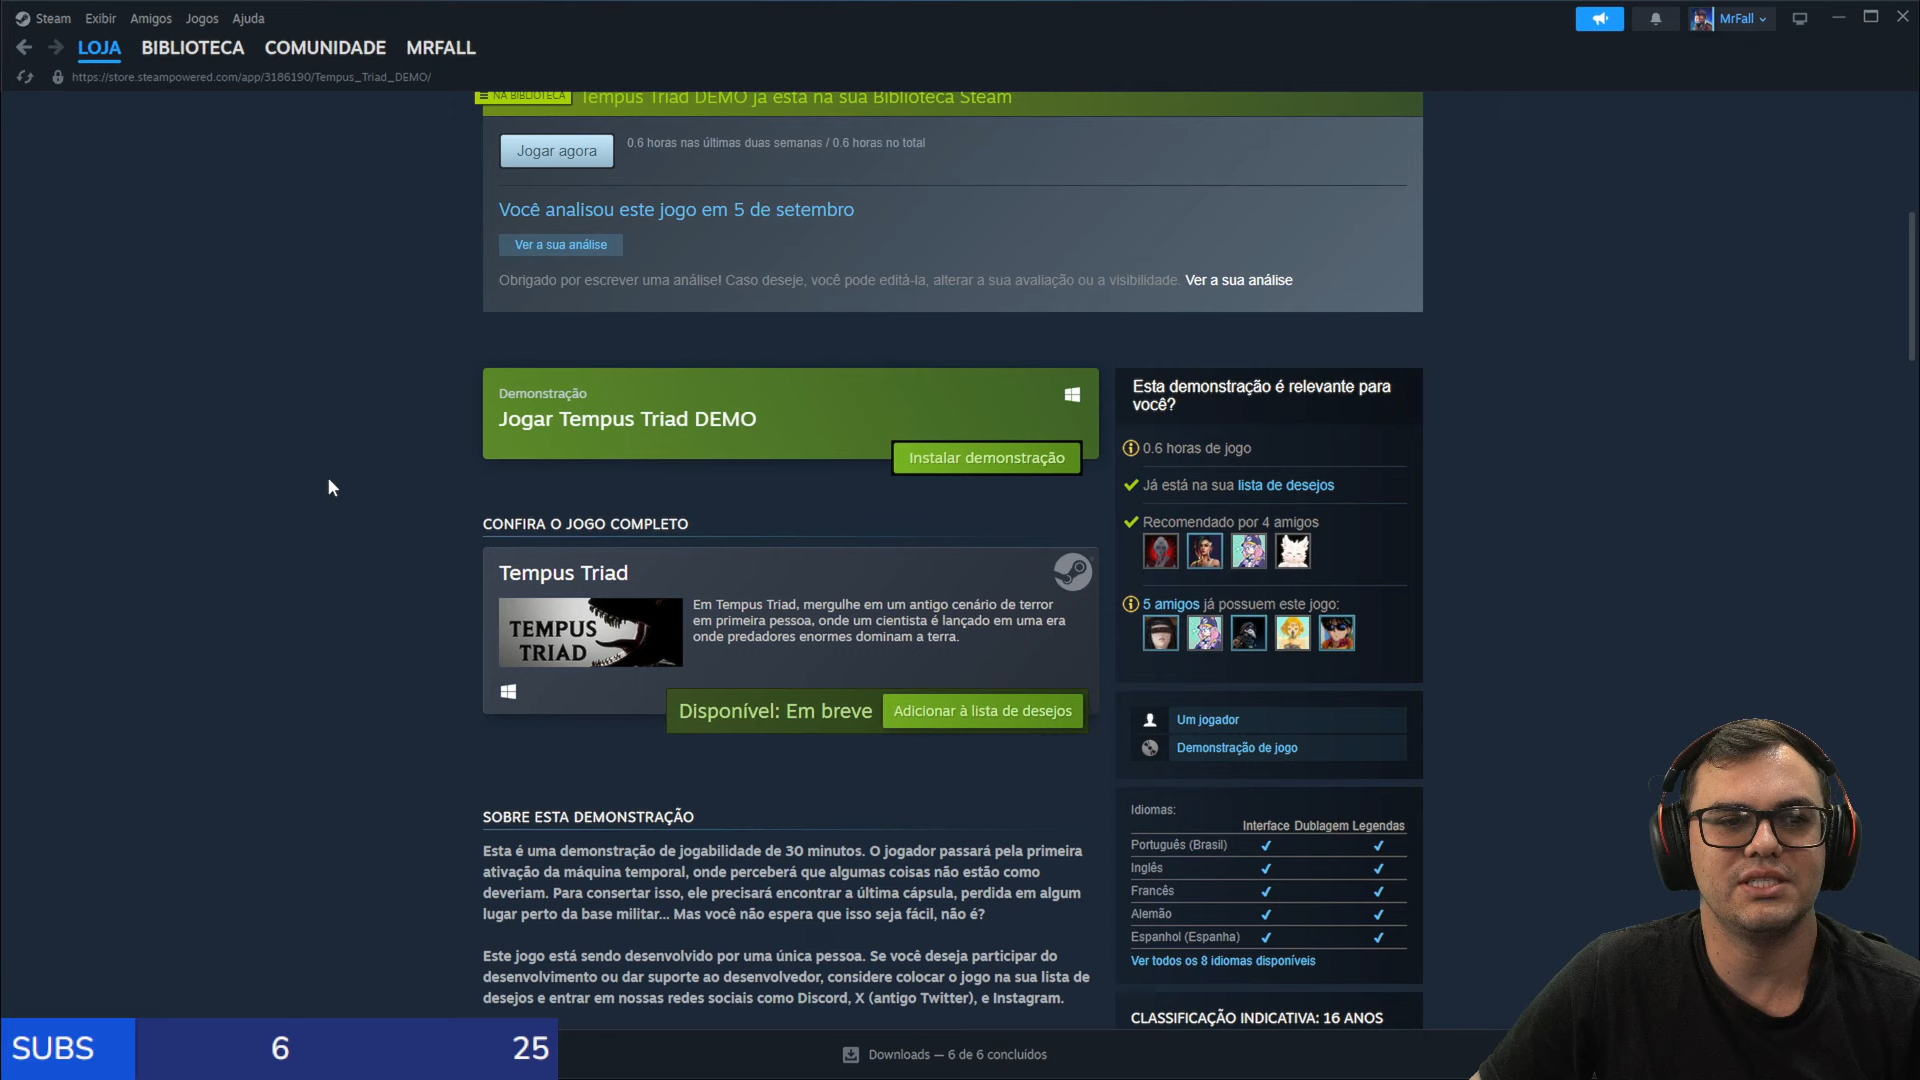 Steam Exibir Amigos Jogos Ajuda
MrFall
LOJA BIBLIOTECA COMUNIDADE MRFALL
https://store.steampowered.com/app/3186190/Tempus_Triad_DEMO/
NA BIBLIOTECA Tempus Triad DEMO já está na sua Biblioteca Steam
Jogar agora
0.6 horas nas últimas duas semanas / 0.6 horas no total
Você analisou este jogo em 5 de setembro
Ver a sua análise
Obrigado por escrever uma análise! Caso deseje, você pode editá-la, alterar a sua avaliação ou a visibilidade. Ver a sua análise
Demonstração
Jogar Tempus Triad DEMO
Instalar demonstração
CONFIRA O JOGO COMPLETO
Tempus Triad
TEMPUS
TRIAD
Em Tempus Triad, mergulhe em um antigo cenário de terror
em primeira pessoa, onde um cientista é lançado em uma era
onde predadores enormes dominam a terra.
Disponível: Em breve
Adicionar à lista de desejos
SOBRE ESTA DEMONSTRAÇÃO
Esta é uma demonstração de jogabilidade de 30 minutos. O jogador passará pela primeira
ativação da máquina temporal, onde perceberá que algumas coisas não estão como
deveriam. Para consertar isso, ele precisará encontrar a última cápsula, perdida em algum
lugar perto da base militar... Mas você não espera que isso seja fácil, não é?
Este jogo está sendo desenvolvido por uma única pessoa. Se você deseja participar do
desenvolvimento ou dar suporte ao desenvolvedor, considere colocar o jogo na sua lista de
desejos e entrar em nossas redes sociais como Discord, X (antigo Twitter), e Instagram.
Esta demonstração é relevante para
você?
0.6 horas de jogo
Já está na sua lista de desejos
Recomendado por 4 amigos
5 amigos já possuem este jogo:
Um jogador
Demonstração de jogo
Idiomas:
Interface Dublagem Legendas
Português (Brasil) ✔ ✔
Inglês ✔ ✔
Francês ✔ ✔
Alemão ✔ ✔
Espanhol (Espanha) ✔ ✔
Ver todos os 8 idiomas disponíveis
CLASSIFICAÇÃO INDICATIVA: 16 ANOS
SUBS 6 25
Downloads — 6 de 6 concluídos